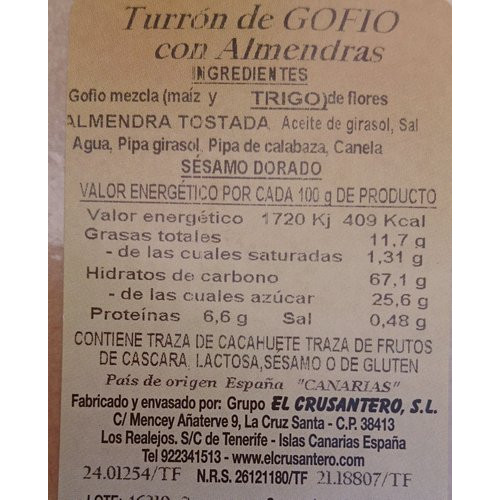 Turrón de GOFIO
con Almendras
INGREDIENTES
Gofio mezcla (maíz y TRIGO)de flores
ALMENDRA TOSTADA, Aceite de girasol, Sal
Agua, Pipa girasol, Pipa de calabaza, Canela
SÉSAMO DORADO
VALOR ENERGÉTICO POR CADA 100 g DE PRODUCTO
Valor energético 1720 Kj 409 Kcal
Grasas totales 11,7 g
- de las cuales saturadas 1,31 g
Hidratos de carbono 67,1 g
- de las cuales azúcar 25,6 g
Proteínas 6,6 g Sal 0,48 g
CONTIENE TRAZA DE CACAHUETE TRAZA DE FRUTOS
DE CASCARA, LACTOSA,SESAMO O DE GLUTEN
País de origen España "CANARIAS"
Fabricado y envasado por: Grupo EL CRUSANTERO, S.L.
C/ Mencey Añaterve 9, La Cruz Santa - C.P. 38413
Los Realejos. S/C de Tenerife - Islas Canarias España
Tel 922341513 - www.elcrusantero.com
24.01254/TF N.R.S. 26121180/TF 21.18807/TF
LOTE: